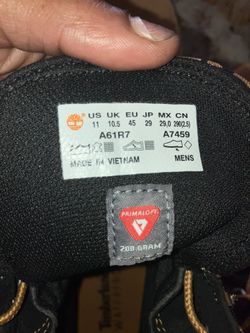 US UK EU JP MX CN
11 10.5 45 29 29,0 290(2.5)
A61R7 A7459
MADE IN VIETNAM MENS
PRIMALOFT
200 GRAM
Timberland